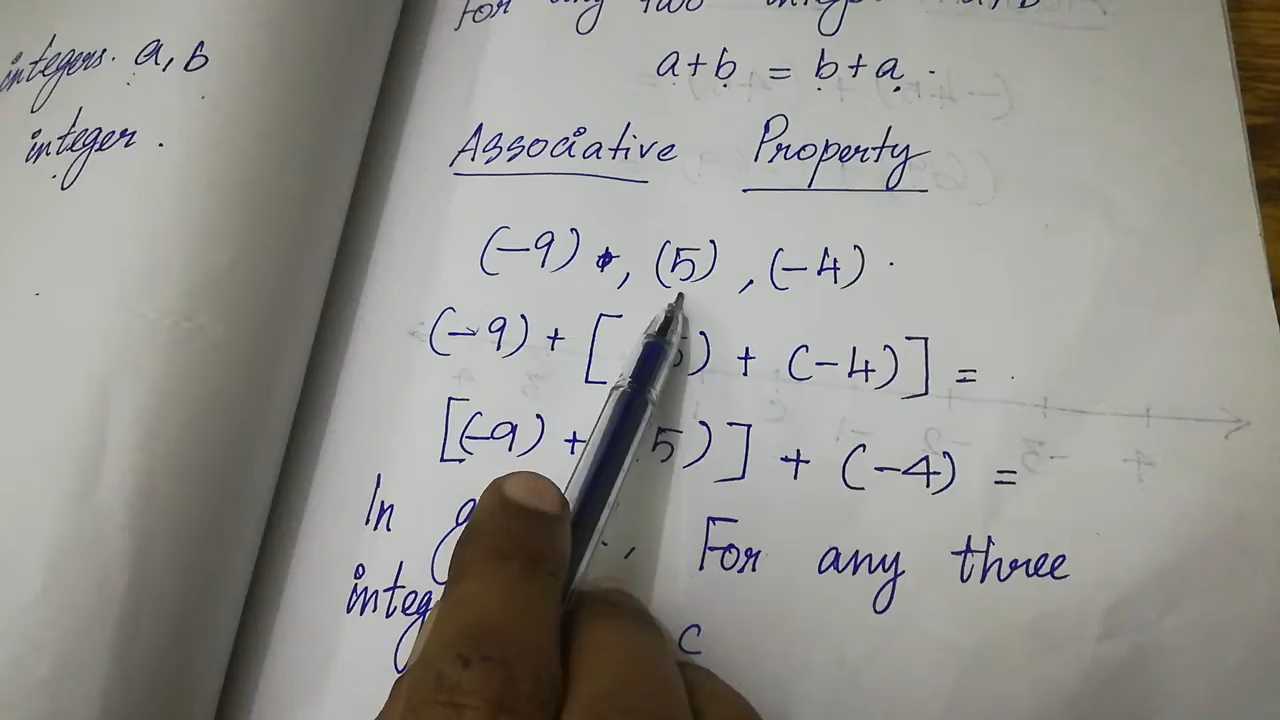 integers. a, b
integer.
For any two
a+b = b+a.
Associative Property
(-9), (5), (-4).
(-9) + [ 5) + (-4)] =
[(-9) + 5)] + (-4) =
In For any three
c